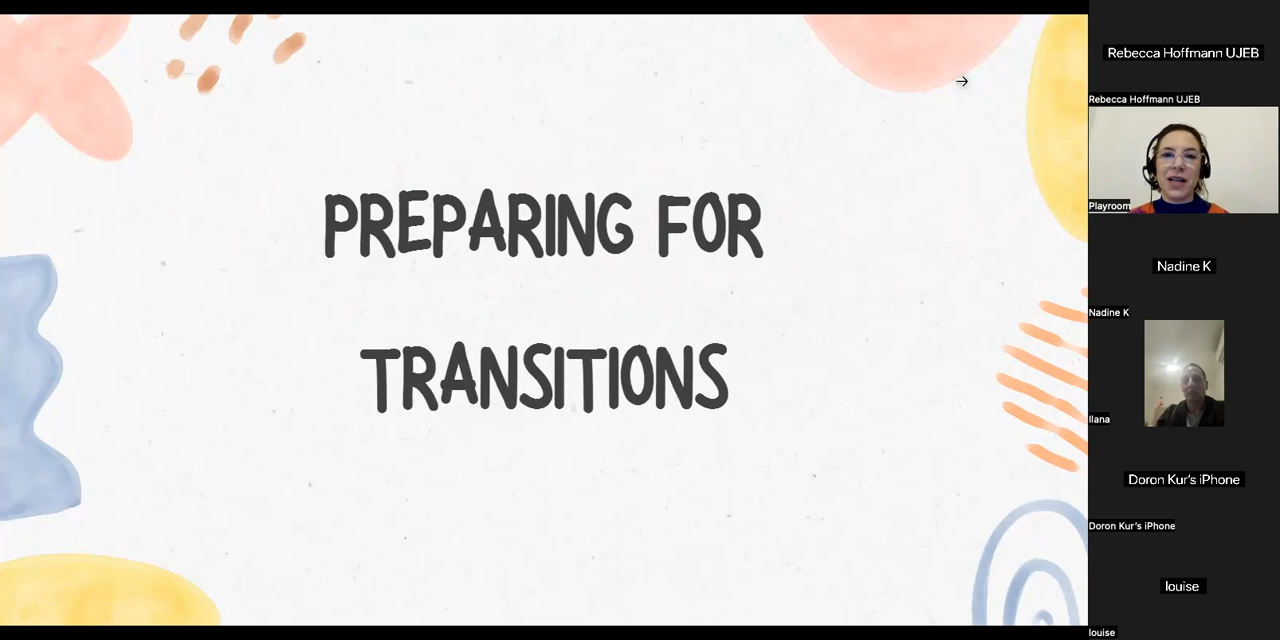 PREPARING FOR
TRANSITIONS
Rebecca Hoffmann UJEB
Rebecca Hoffmann UJEB
Playroom
Nadine K
Nadine K
Ilana
Doron Kur's iPhone
Doron Kur's iPhone
louise
louise